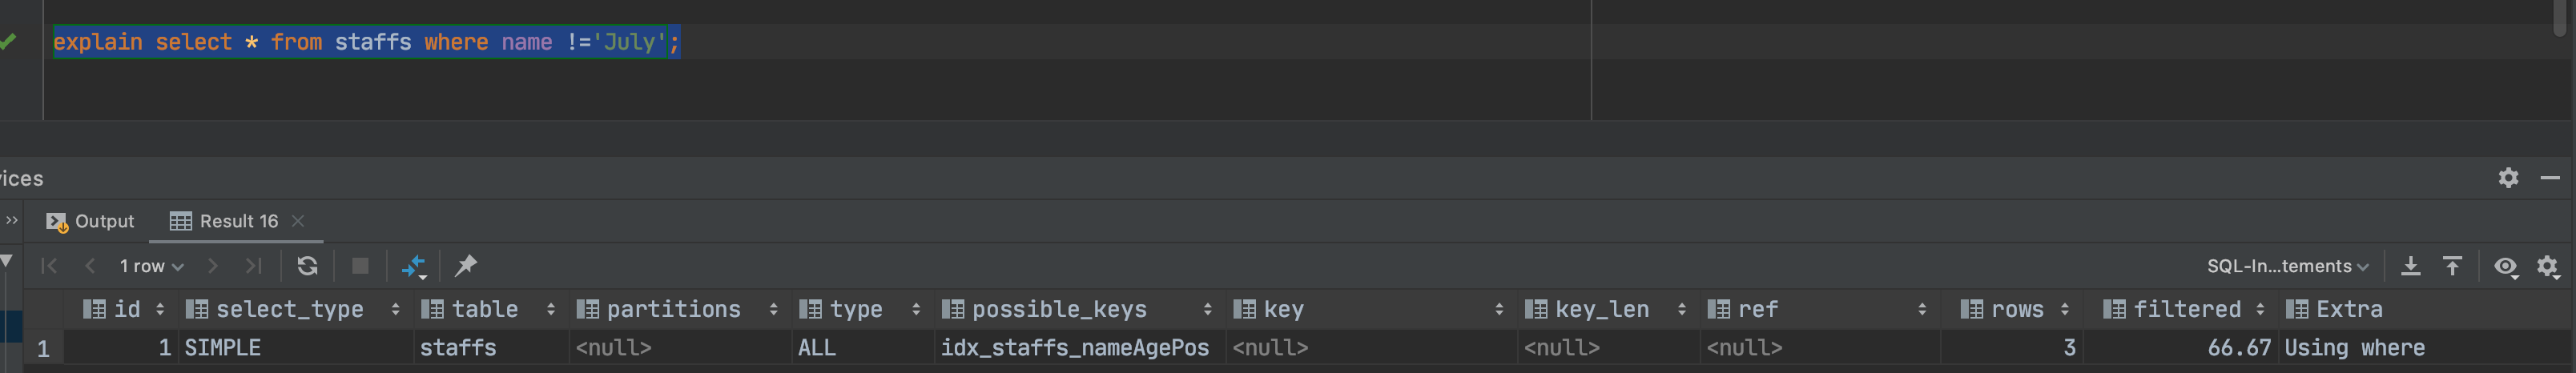 explain select * from staffs where name !='July';
vices
Output Result 16
1 row SQL-In...tements
id select_type table partitions type possible_keys key key_len ref rows filtered Extra
1 1 SIMPLE staffs <null> ALL idx_staffs_nameAgePos <null> <null> <null> 3 66.67 Using where